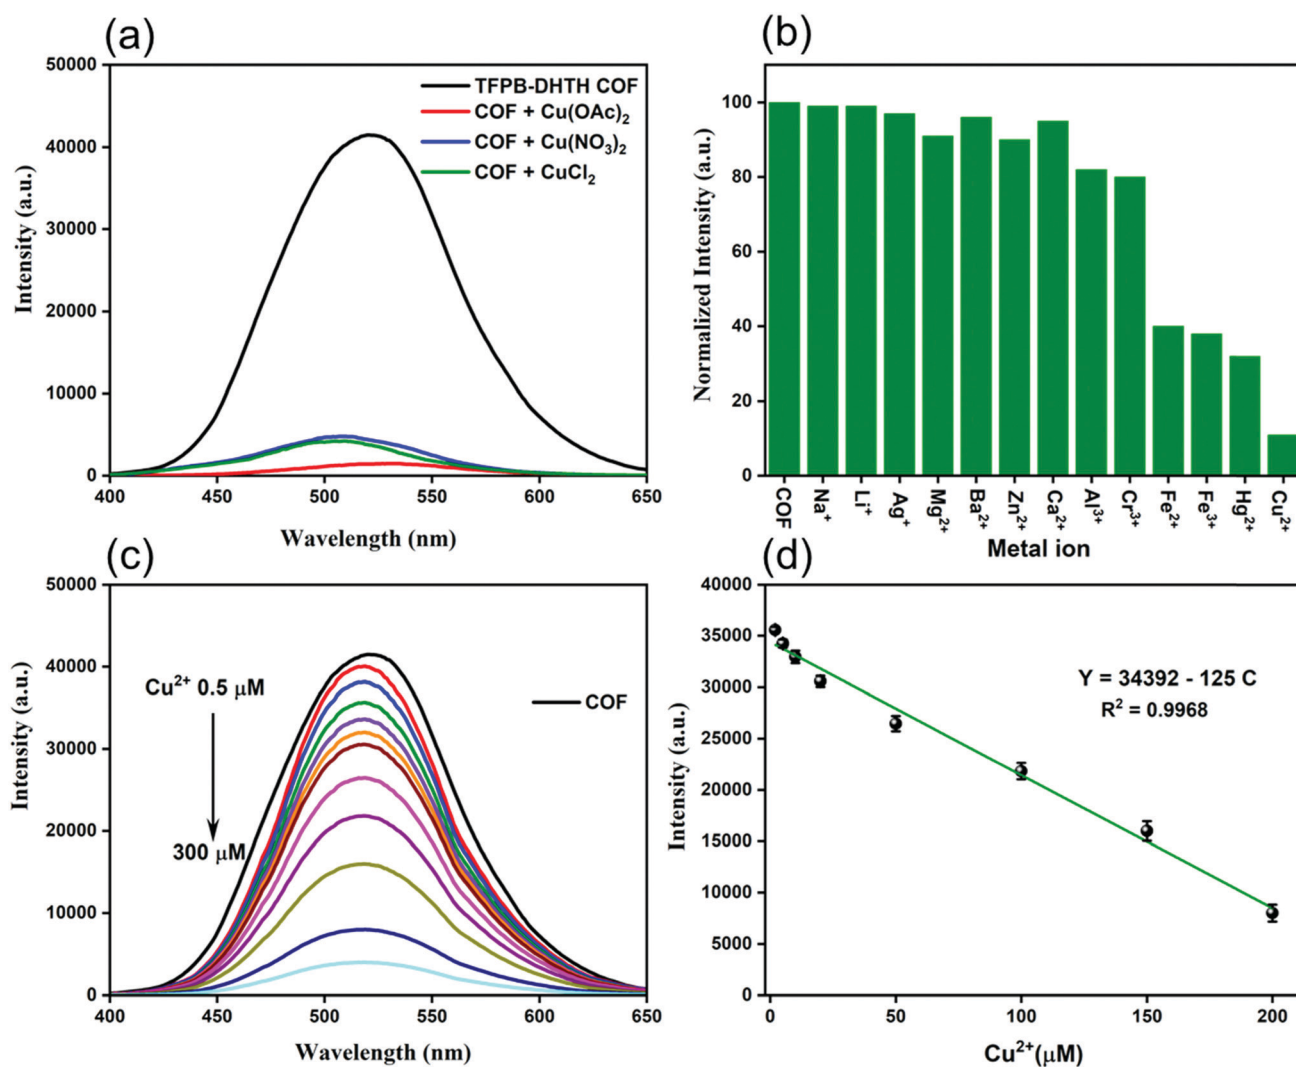 (a)
50000
40000
30000
20000
10000
0
400 450 500 550 600 650
Intensity (a.u.)
Wavelength (nm)
TFPB-DHTH COF
COF + Cu(OAc)₂
COF + Cu(NO₃)₂
COF + CuCl₂
(b)
100
80
60
40
20
0
Normalized Intensity (a.u.)
COF Na⁺ Li⁺ Ag⁺ Mg²⁺ Ba²⁺ Zn²⁺ Ca²⁺ Al³⁺ Cr³⁺ Fe²⁺ Fe³⁺ Hg²⁺ Cu²⁺
Metal ion
(c)
50000
40000
30000
20000
10000
0
400 450 500 550 600 650
Intensity (a.u.)
Wavelength (nm)
Cu²⁺ 0.5 μM
300 μM
COF
(d)
40000
35000
30000
25000
20000
15000
10000
5000
0
0 50 100 150 200
Intensity (a.u.)
Cu²⁺(μM)
Y = 34392 - 125 C
R² = 0.9968